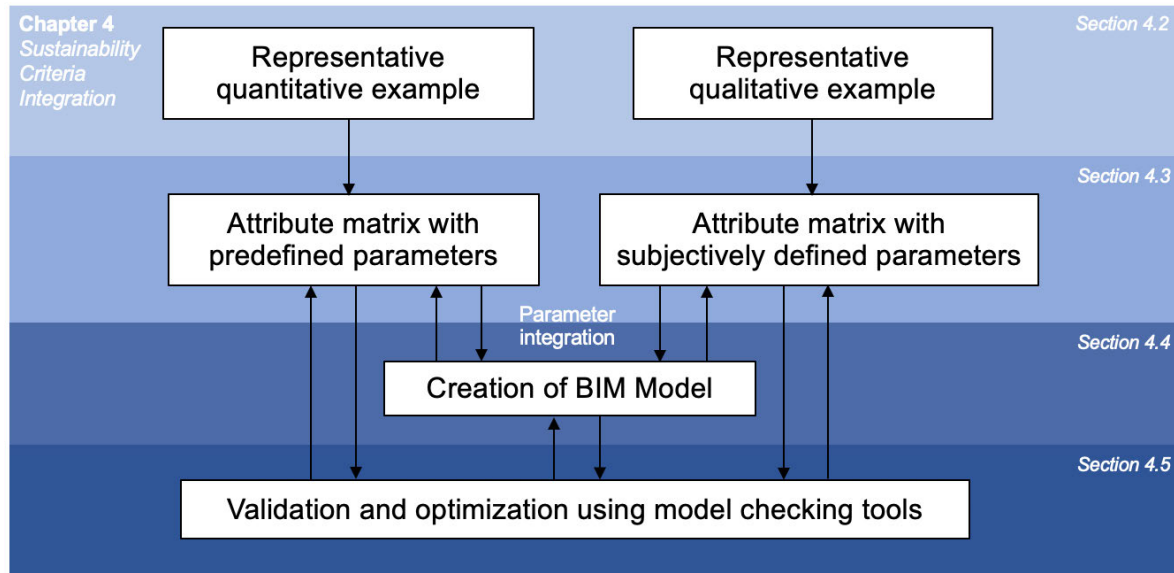 Chapter 4
Sustainability
Criteria
Integration
Section 4.2
Representative
quantitative example
Representative
qualitative example
Section 4.3
Attribute matrix with
predefined parameters
Attribute matrix with
subjectively defined parameters
Parameter
integration
Section 4.4
Creation of BIM Model
Section 4.5
Validation and optimization using model checking tools